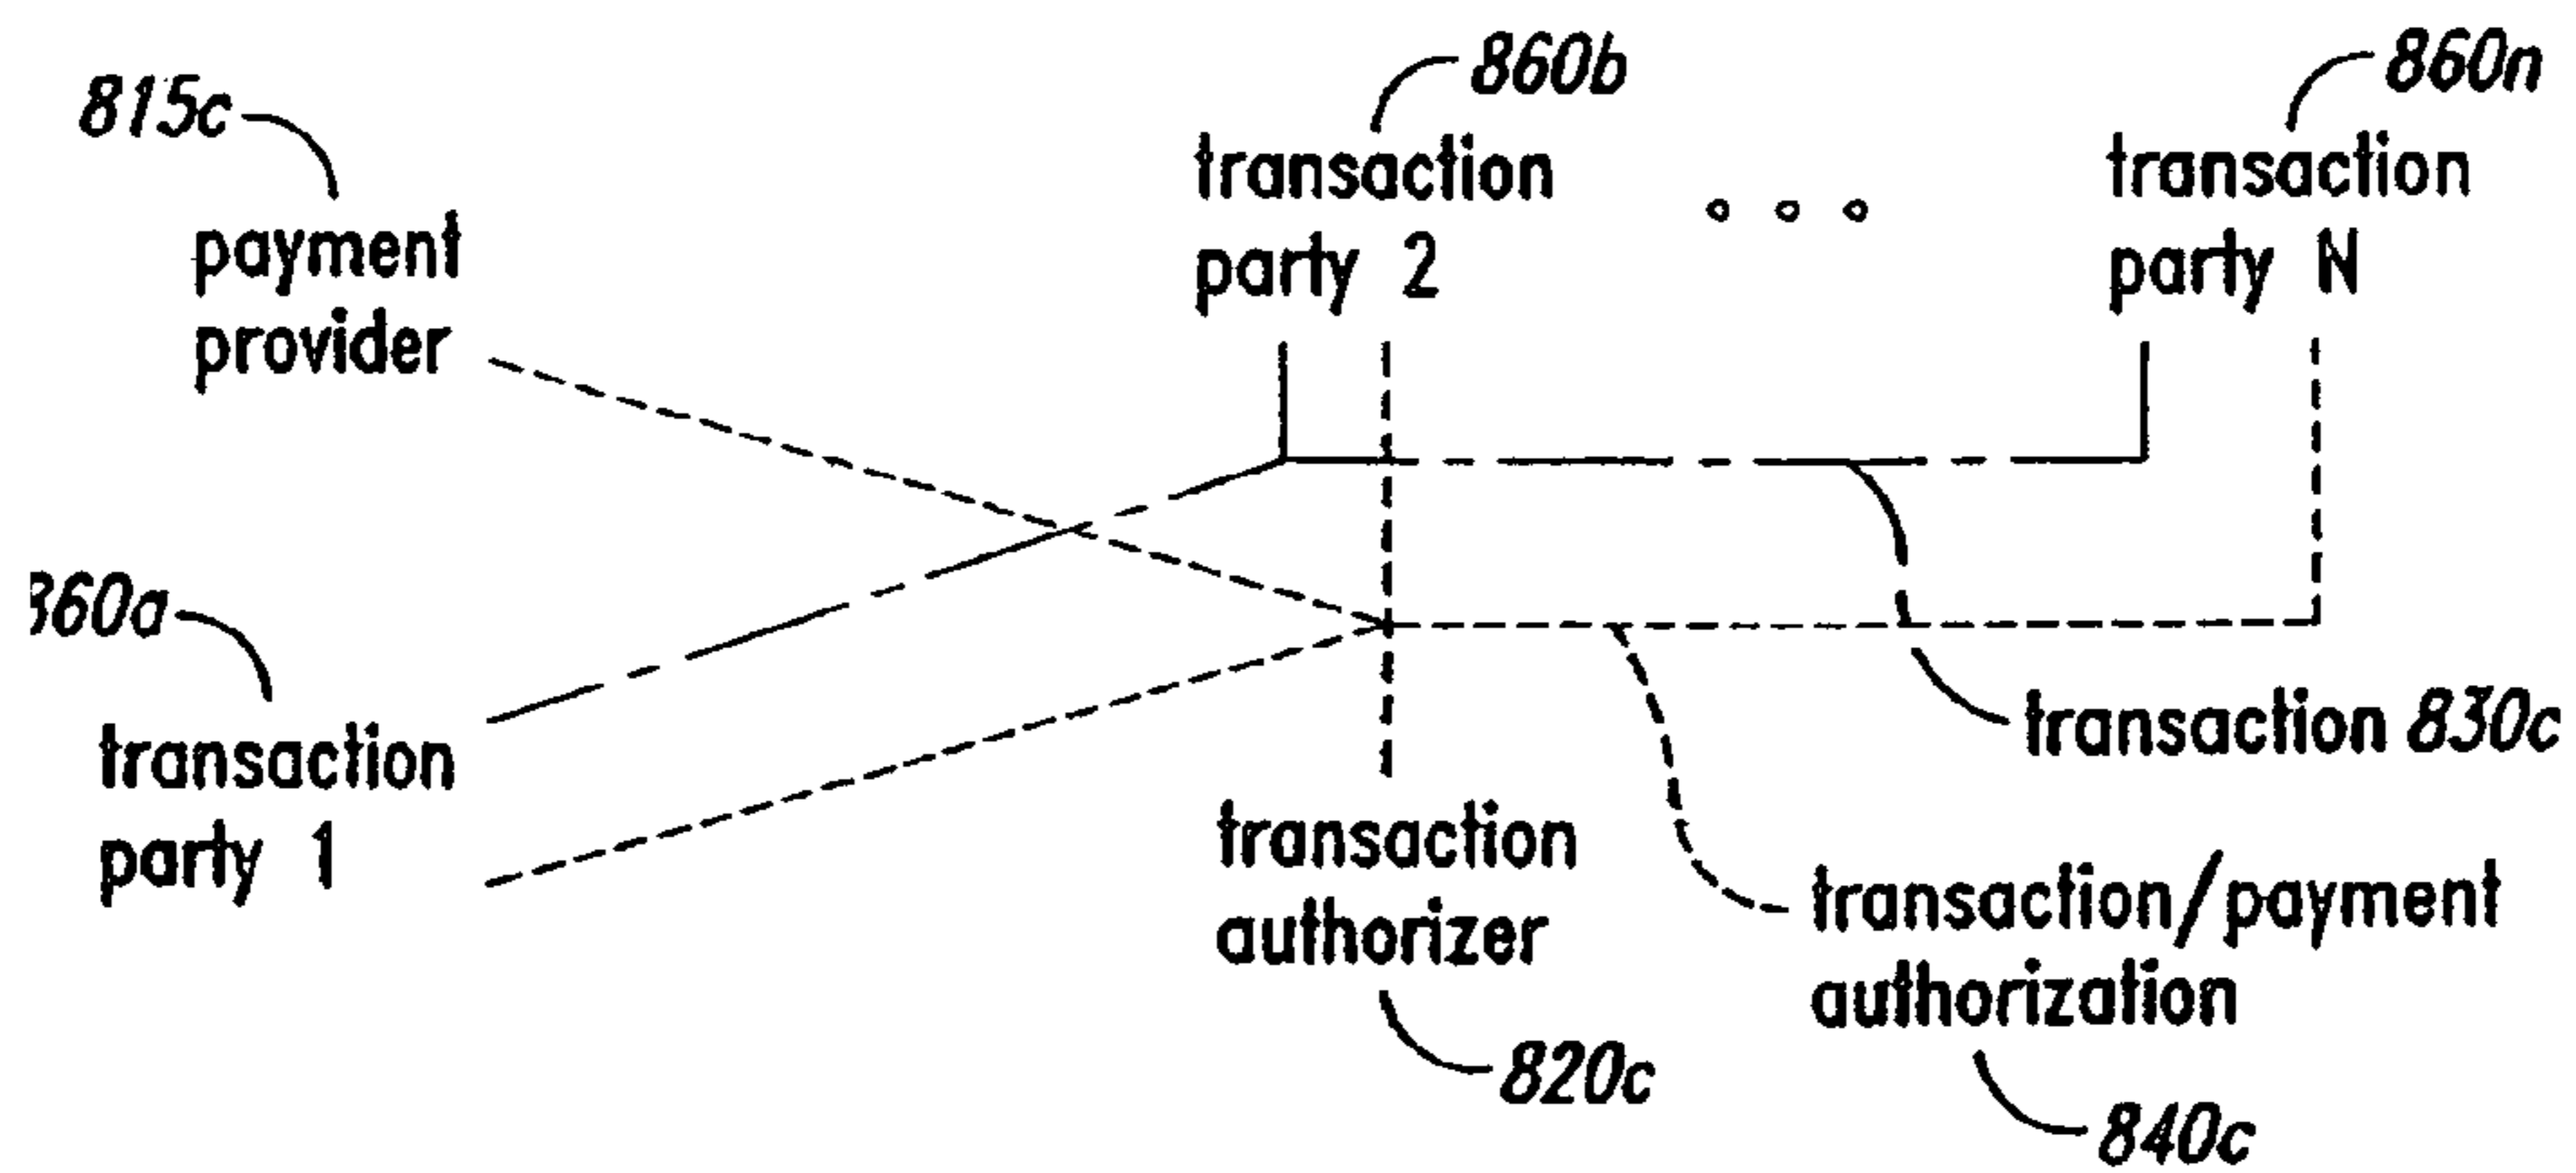 815c
payment
provider
860b
transaction
party 2
860n
transaction
party N
860a
transaction
party 1
transaction 830c
transaction
authorizer
820c
transaction/payment
authorization
840c